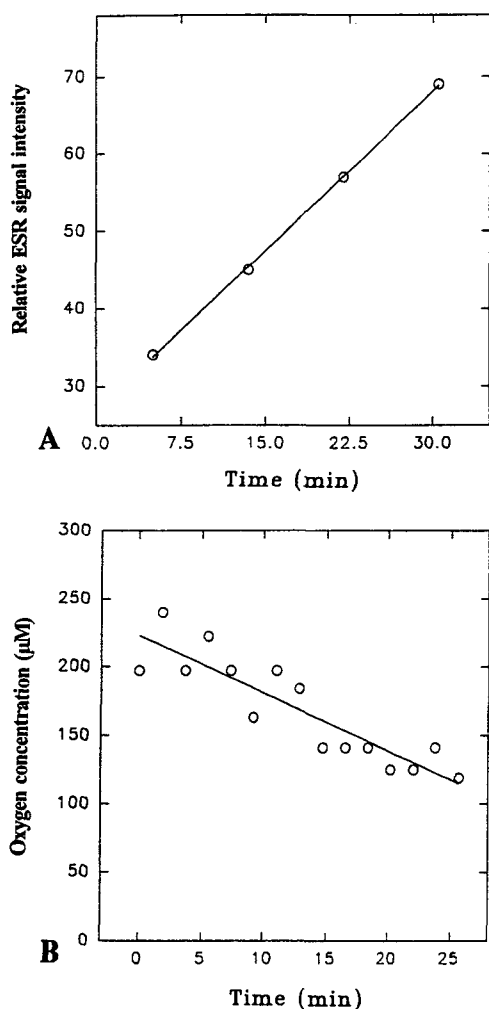 Relative ESR signal intensity
70
60
50
40
30
A
0.0 7.5 15.0 22.5 30.0
Time (min)
Oxygen concentration (μM)
300
250
200
150
100
50
0
B
0 5 10 15 20 25
Time (min)